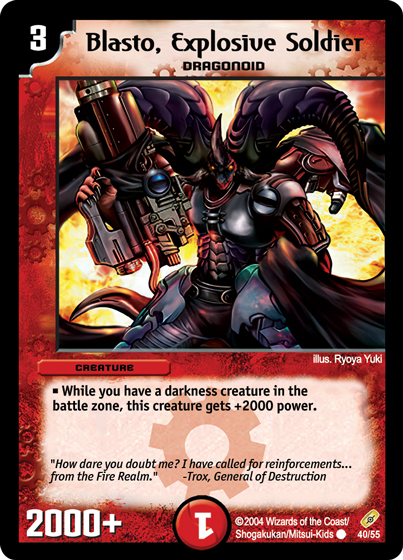 3
Blasto, Explosive Soldier
DRAGONOID
illus. Ryoya Yuki
CREATURE
▪ While you have a darkness creature in the
battle zone, this creature gets +2000 power.
"How dare you doubt me? I have called for reinforcements...
from the Fire Realm." -Trox, General of Destruction
2000+
1
©2004 Wizards of the Coast/
Shogakukan/Mitsui-Kids ● 40/55